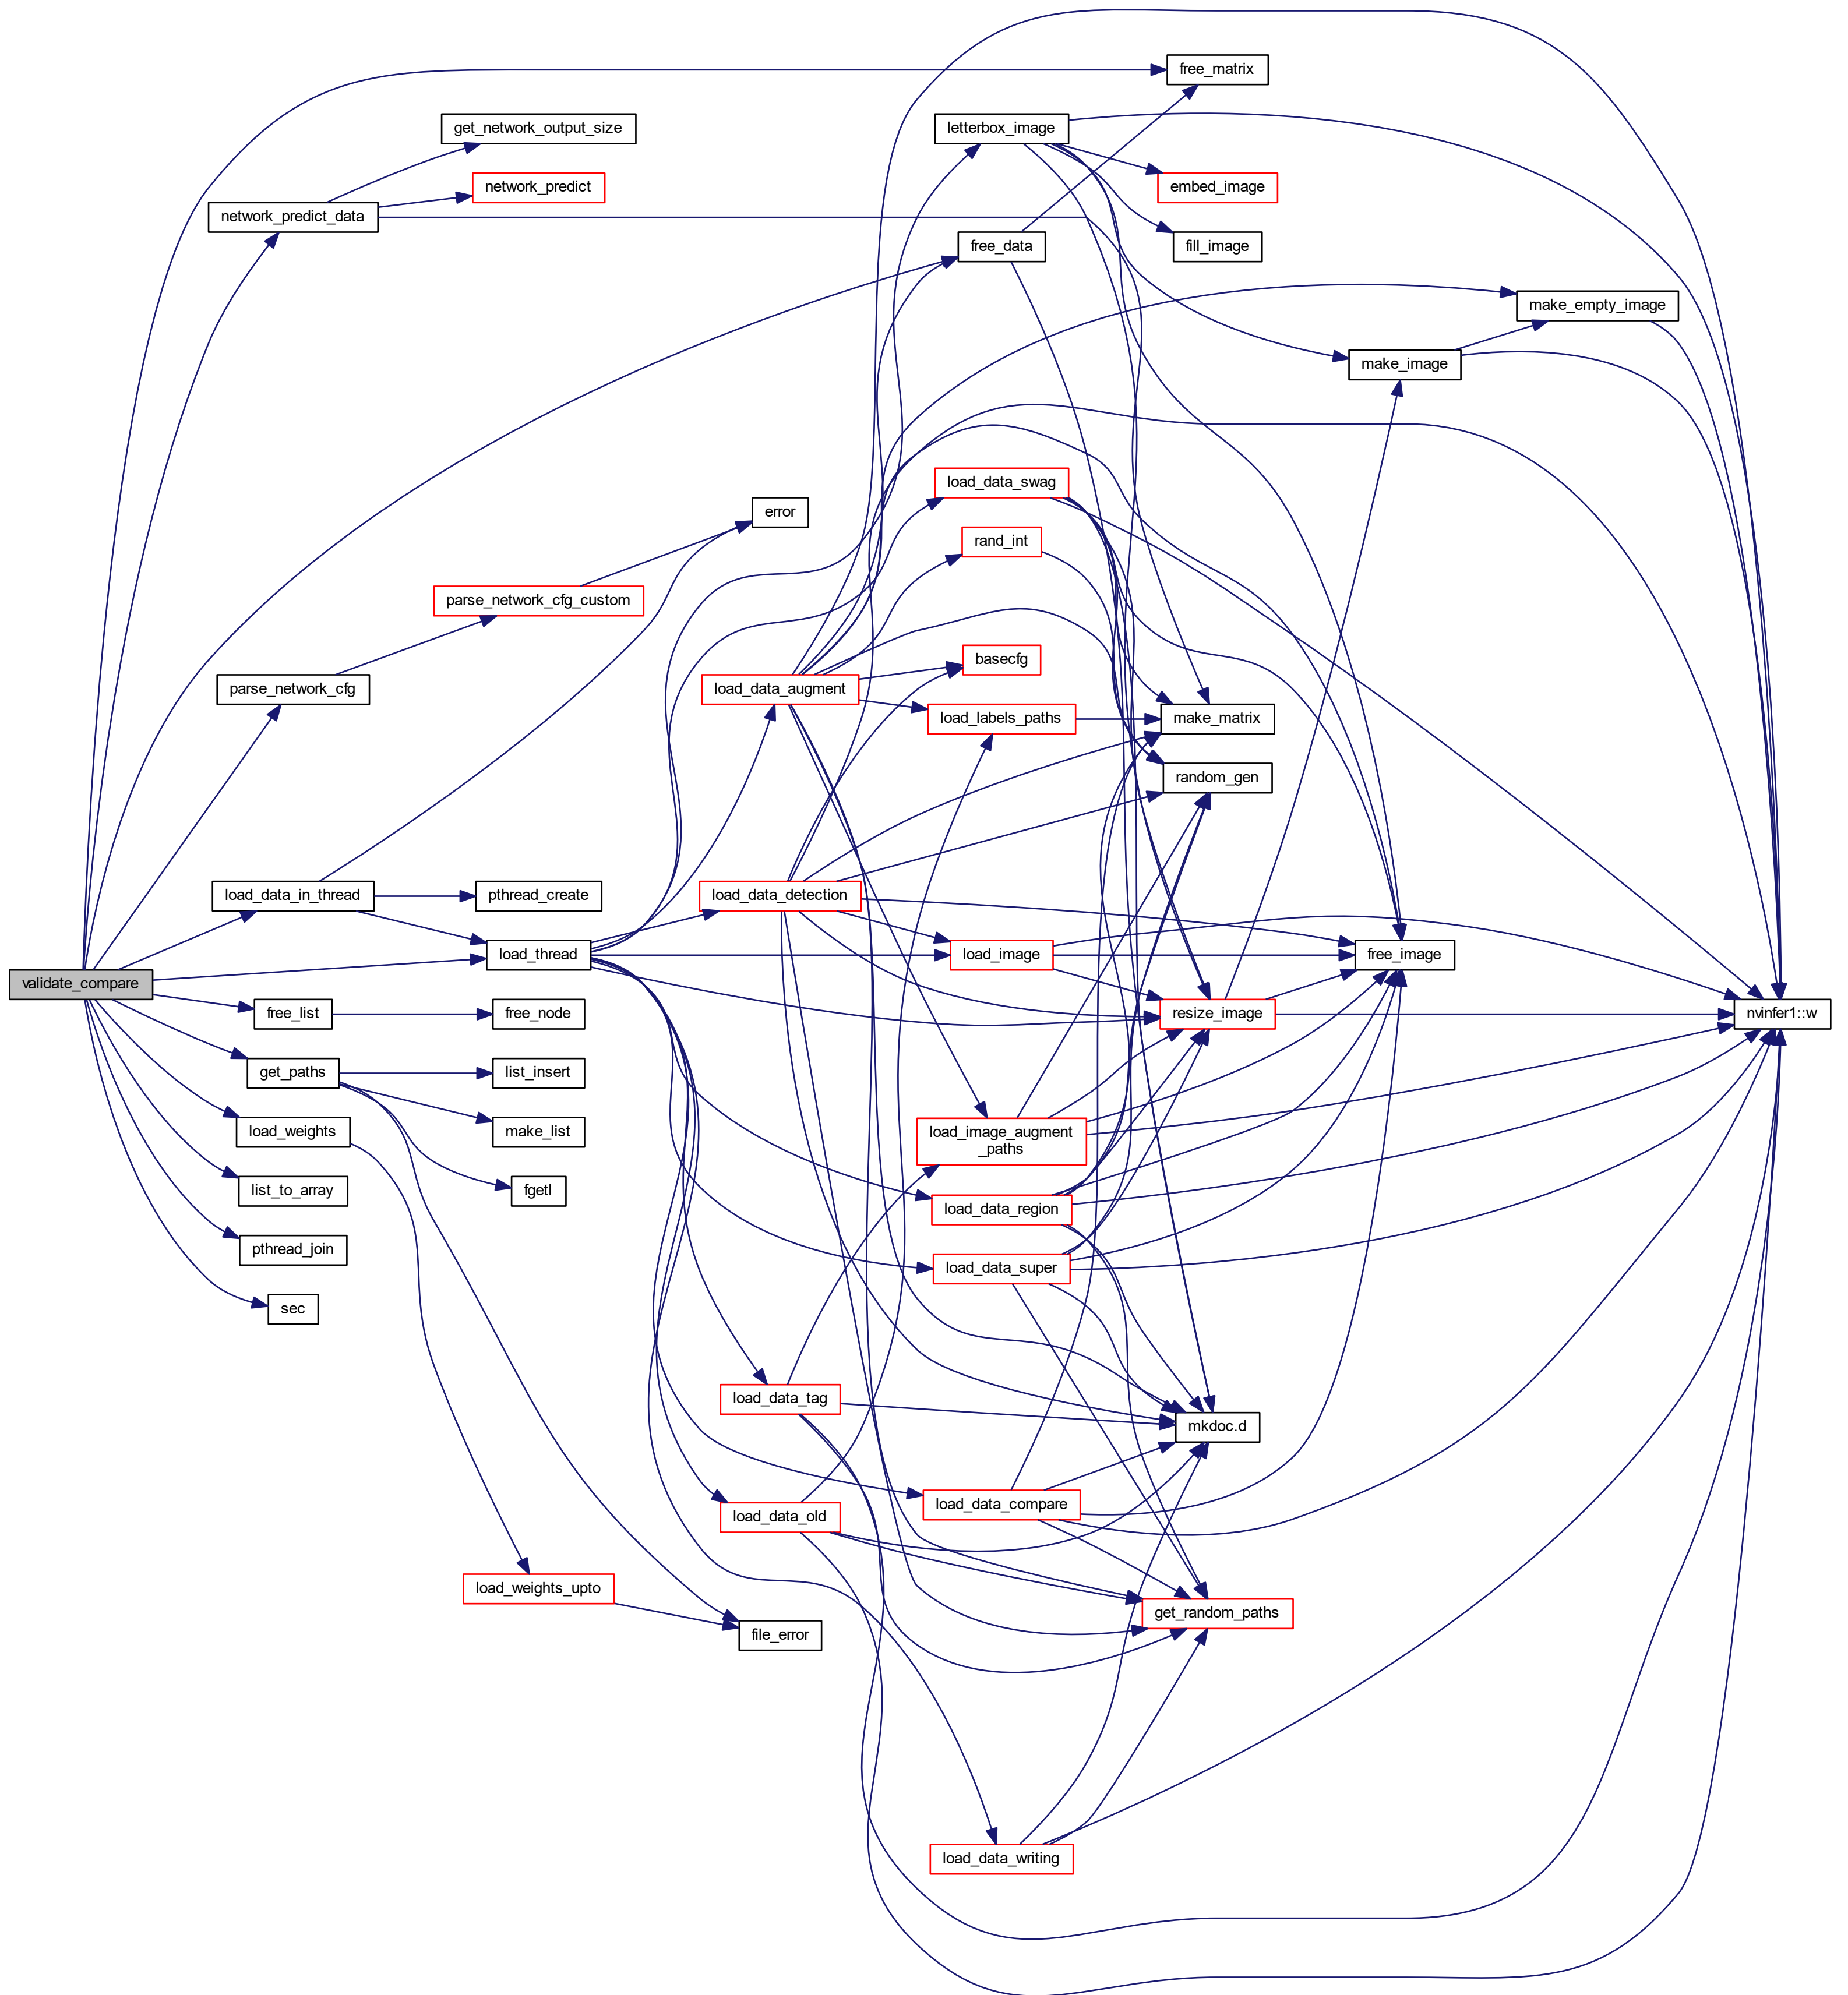 free_matrix
get_network_output_size
letterbox_image
network_predict
embed_image
network_predict_data
free_data
fill_image
make_empty_image
make_image
load_data_swag
error
rand_int
parse_network_cfg_custom
basecfg
parse_network_cfg
load_data_augment
load_labels_paths
make_matrix
random_gen
load_data_in_thread
pthread_create
load_data_detection
load_thread
load_image
free_image
validate_compare
free_list
free_node
resize_image
nvinfer1::w
get_paths
list_insert
load_weights
make_list
load_image_augment
_paths
list_to_array
fgetl
load_data_region
pthread_join
load_data_super
sec
load_data_tag
mkdoc.d
load_data_compare
load_data_old
load_weights_upto
get_random_paths
file_error
load_data_writing